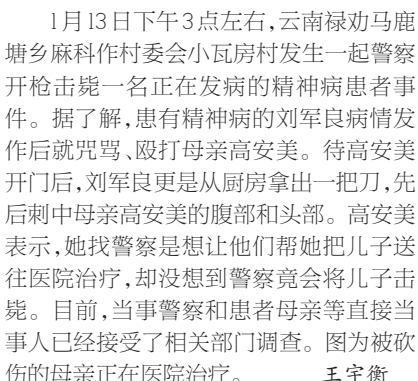 1月13日下午3点左右,云南禄劝马鹿
塘乡麻科作村委会小瓦房村发生一起警察
开枪击毙一名正在发病的精神病患者事
件。据了解,患有精神病的刘军良病情发
作后就咒骂、殴打母亲高安美。待高安美
开门后,刘军良更是从厨房拿出一把刀,先
后刺中母亲高安美的腹部和头部。高安美
表示,她找警察是想让他们帮她把儿子送
往医院治疗,却没想到警察竟会将儿子击
毙。目前,当事警察和患者母亲等直接当
事人已经接受了相关部门调查。图为被砍
伤的母亲正在医院治疗。 王宇衡